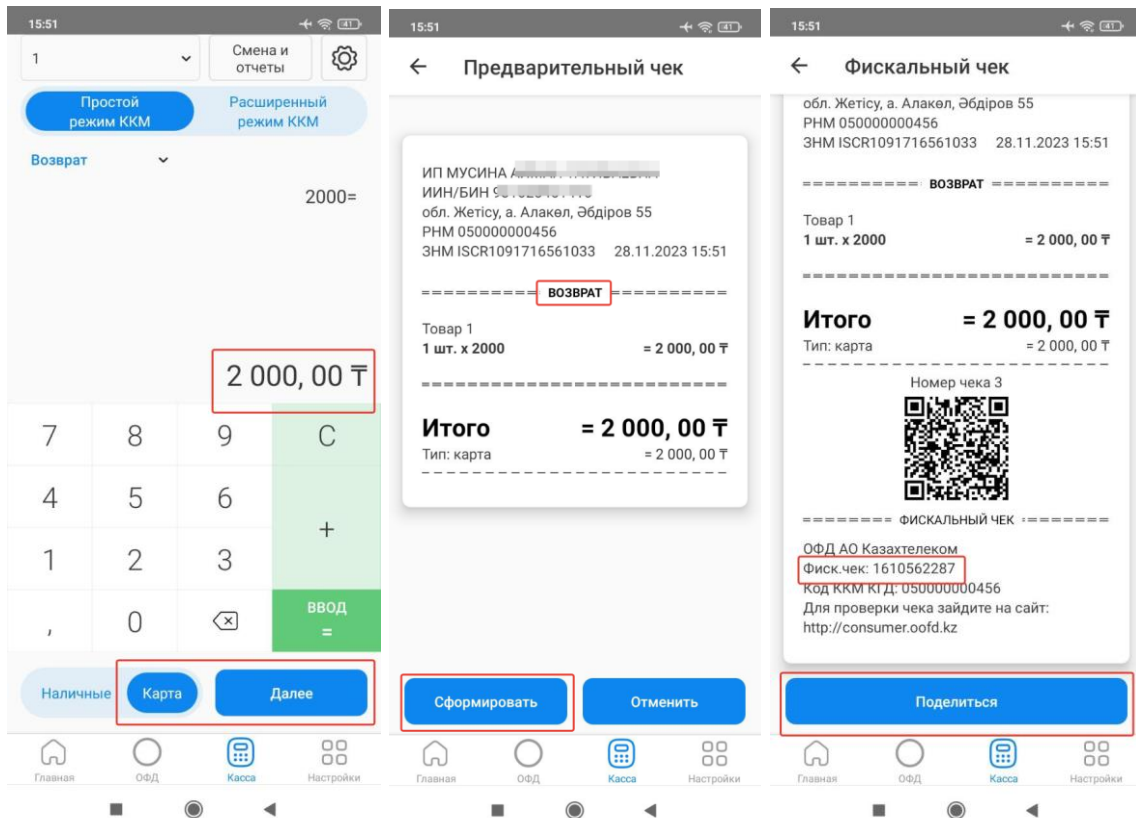 15:51
41
1
Смена и
отчеты
Простой
режим ККМ
Расширенный
режим ККМ
Возврат
2000=
2 000, 00 ₸
7 8 9 C
4 5 6
+
1 2 3
, 0
ВВОД
=
Наличные Карта Далее
Главная ОФД Касса Настройки
15:51
41
Предварительный чек
ИП МУСИНА
ИИН/БИН
обл. Жетісу, а. Алакөл, Әбдіров 55
РНМ 050000000456
ЗНМ ISCR1091716561033 28.11.2023 15:51
========== ВОЗВРАТ ==========
Товар 1
1 шт. x 2000 = 2 000, 00 ₸
Итого = 2 000, 00 ₸
Тип: карта = 2 000, 00 ₸
Сформировать Отменить
Главная ОФД Касса Настройки
15:51
41
Фискальный чек
обл. Жетісу, а. Алакөл, Әбдіров 55
РНМ 050000000456
ЗНМ ISCR1091716561033 28.11.2023 15:51
========== ВОЗВРАТ ==========
Товар 1
1 шт. x 2000 = 2 000, 00 ₸
Итого = 2 000, 00 ₸
Тип: карта = 2 000, 00 ₸
Номер чека 3
======== ФИСКАЛЬНЫЙ ЧЕК ========
ОФД АО Казахтелеком
Фиск.чек: 1610562287
Код ККМ КГД: 050000000456
Для проверки чека зайдите на сайт:
http://consumer.oofd.kz
Поделиться
Главная ОФД Касса Настройки